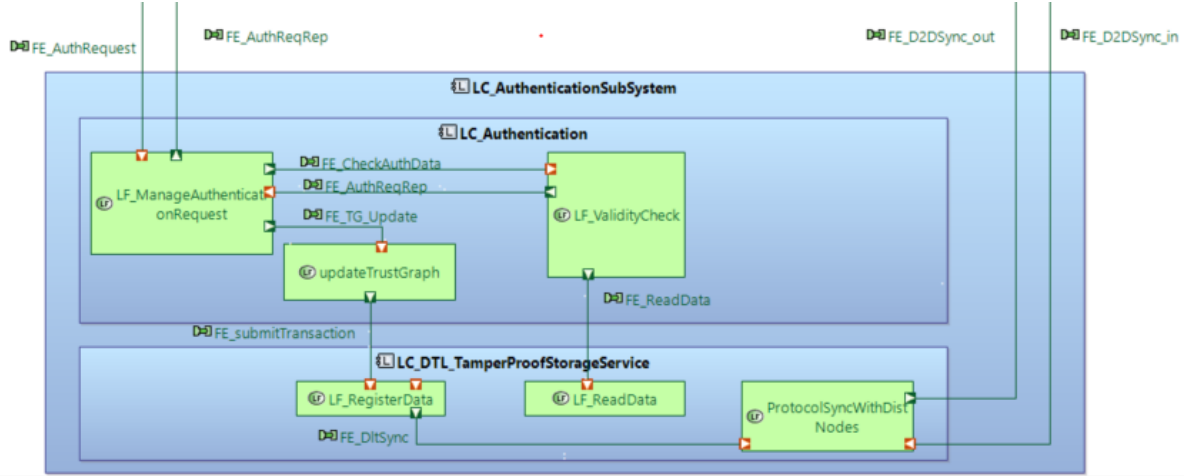 FE_AuthRequest
FE_AuthReqRep
FE_D2DSync_out
FE_D2DSync_in
LC_AuthenticationSubSystem
LC_Authentication
LF_ManageAuthenticati
onRequest
FE_CheckAuthData
FE_AuthReqRep
FE_TG_Update
LF_ValidityCheck
updateTrustGraph
FE_ReadData
FE_submitTransaction
LC_DTL_TamperProofStorageService
LF_RegisterData
LF_ReadData
ProtocolSyncWithDist
Nodes
FE_DltSync